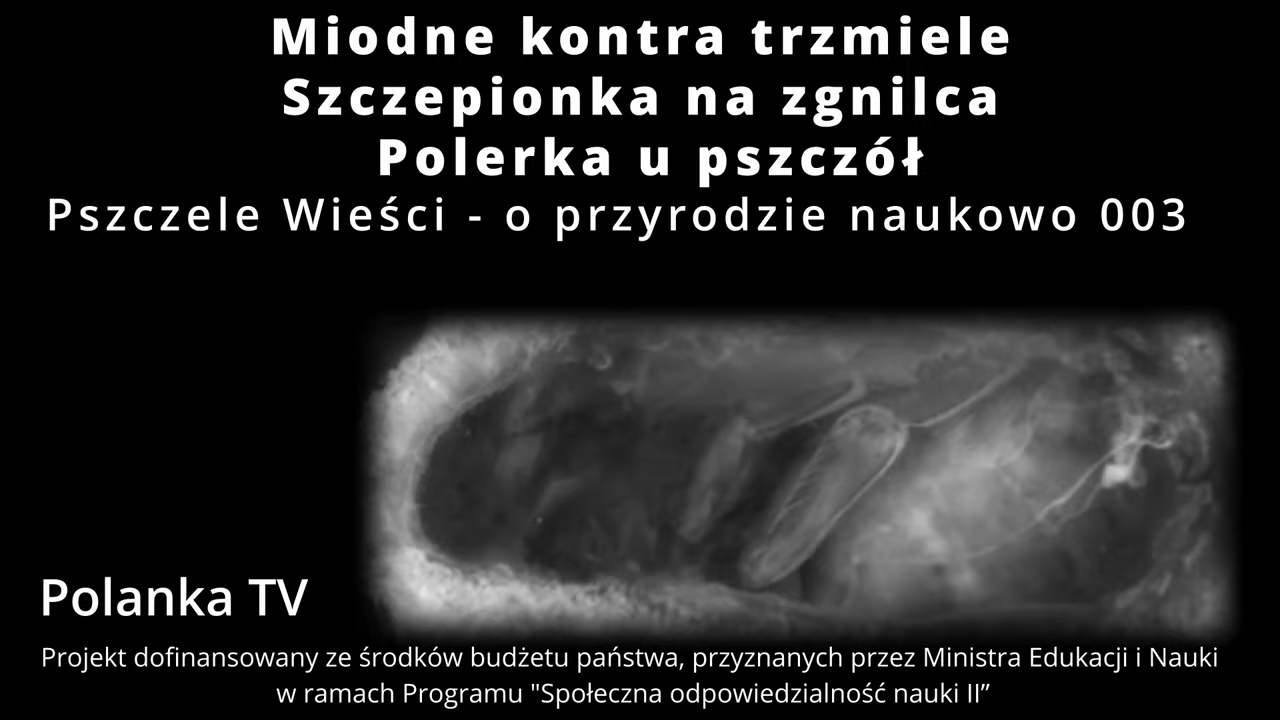 Miodne kontra trzmiele
Szczepionka na zgnilca
Polerka u pszczół
Pszczele Wieści - o przyrodzie naukowo 003
Polanka TV
Projekt dofinansowany ze środków budżetu państwa, przyznanych przez Ministra Edukacji i Nauki
w ramach Programu "Społeczna odpowiedzialność nauki II”